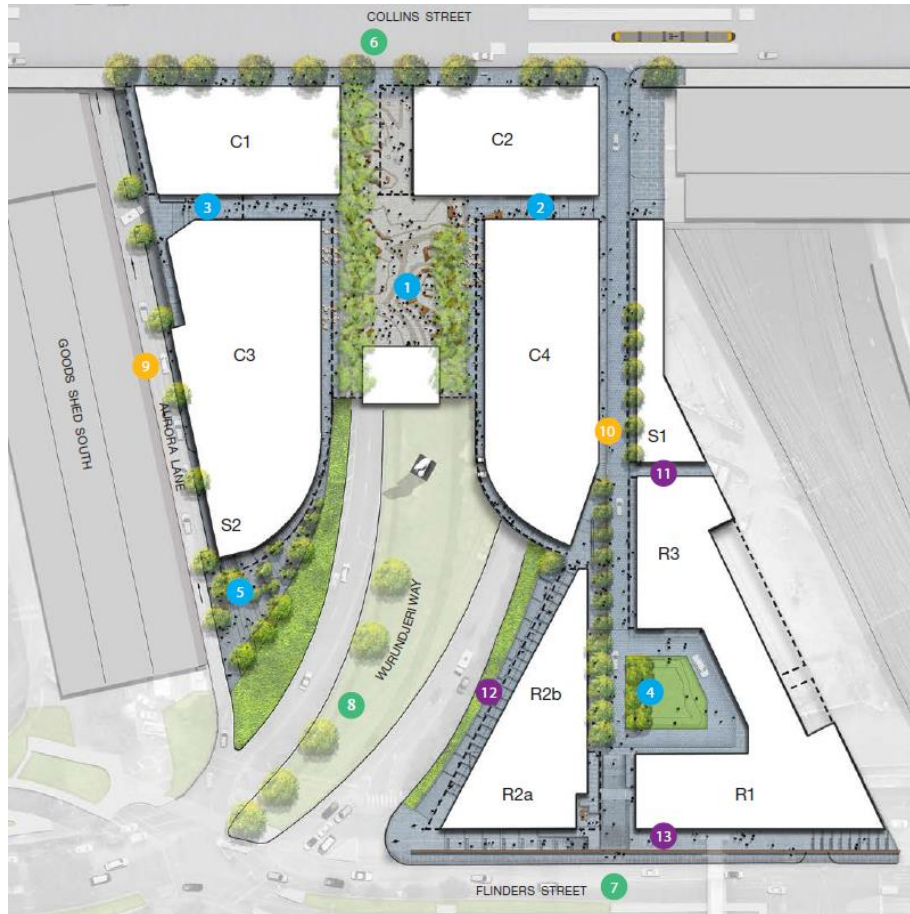 COLLINS STREET
6
C1
C2
3
2
1
C3
C4
GOODS SHED SOUTH
9
AURORA LANE
10
S1
11
S2
R3
5
WURUNDJERI WAY
4
12
8
R2b
R2a
R1
13
FLINDERS STREET
7